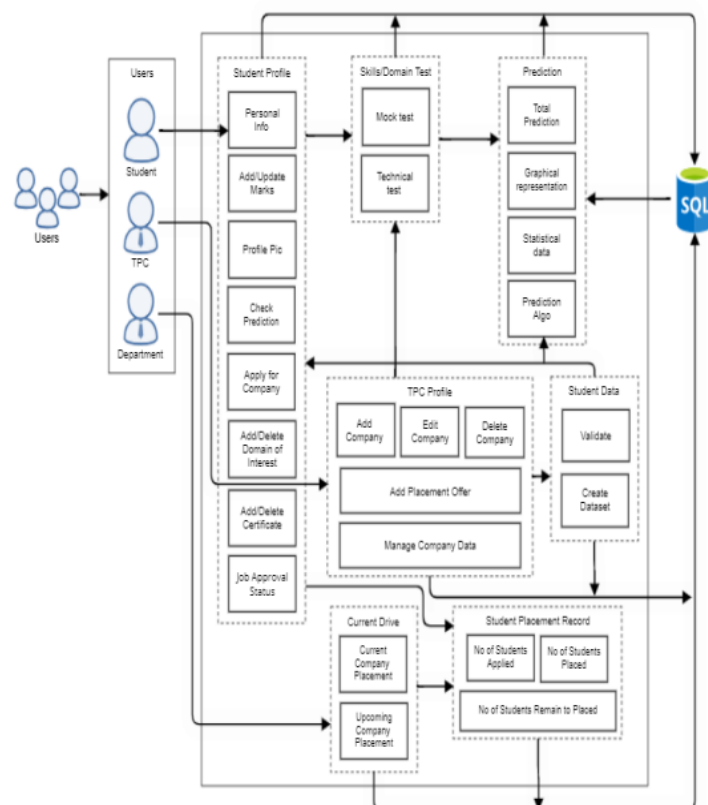 Users
Users
Student
TPC
Department
Student Profile
Personal
Info
Add/Update
Marks
Profile Pic
Check
Prediction
Apply for
Company
Add/Delete
Domain of
Interest
Add/Delete
Certificate
Job Approval
Status
Skills/Domain Test
Mock test
Technical
test
Prediction
Total
Prediction
Graphical
representation
Statistical
data
Prediction
Algo
SQL
TPC Profile
Add
Company
Edit
Company
Delete
Company
Add Placement Offer
Manage Company Data
Student Data
Validate
Create
Dataset
Current Drive
Current
Company
Placement
Upcoming
Company
Placement
Student Placement Record
No of Students
Applied
No of Students
Placed
No of Students Remain to Placed